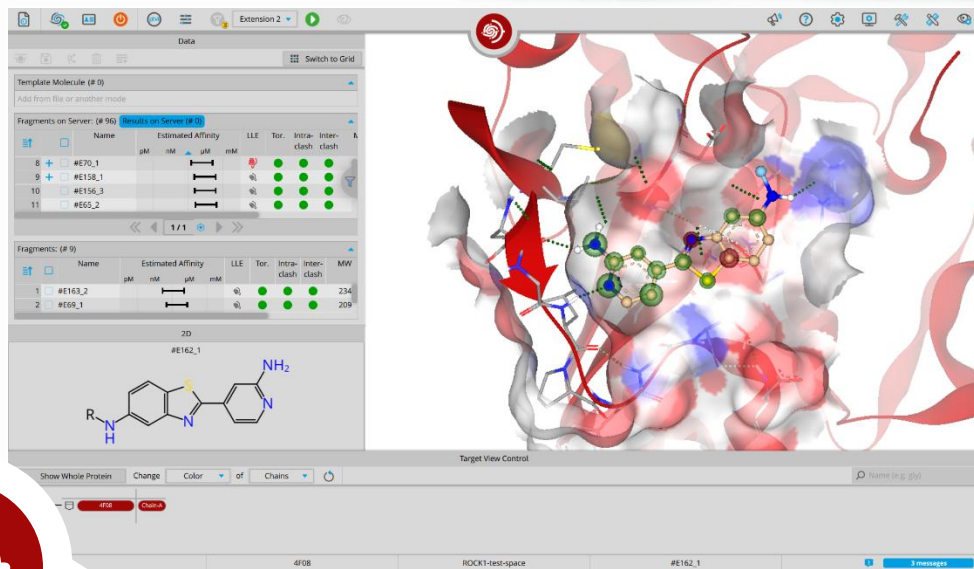 Extension 2
Data
Switch to Grid
Template Molecule (# 0)
Add from file or another mode
Fragments on Server: (# 96) Results on Server (# 0)
Name Estimated Affinity LLE Tor. Intra- clash Inter- clash M
pM nM µM mM
8 #E70_1
9 #E158_1
10 #E156_3
11 #E65_2
1 / 1
Fragments: (# 9)
Name Estimated Affinity LLE Tor. Intra- clash Inter- clash MW
pM nM µM mM
1 #E163_2 234
2 #E69_1 209
2D
#E162_1
NH2
S
N
N
R
N
H
Target View Control
Show Whole Protein Change Color of Chains Name (e.g. gly)
4F08 Chain-A
4F08 ROCK1-test-space #E162_1 3 messages